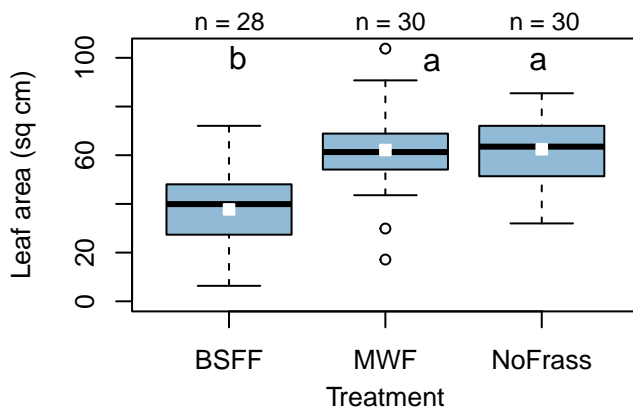 n = 28 n = 30 n = 30
b a a
Leaf area (sq cm)
100
60
20
0
BSFF MWF NoFrass
Treatment